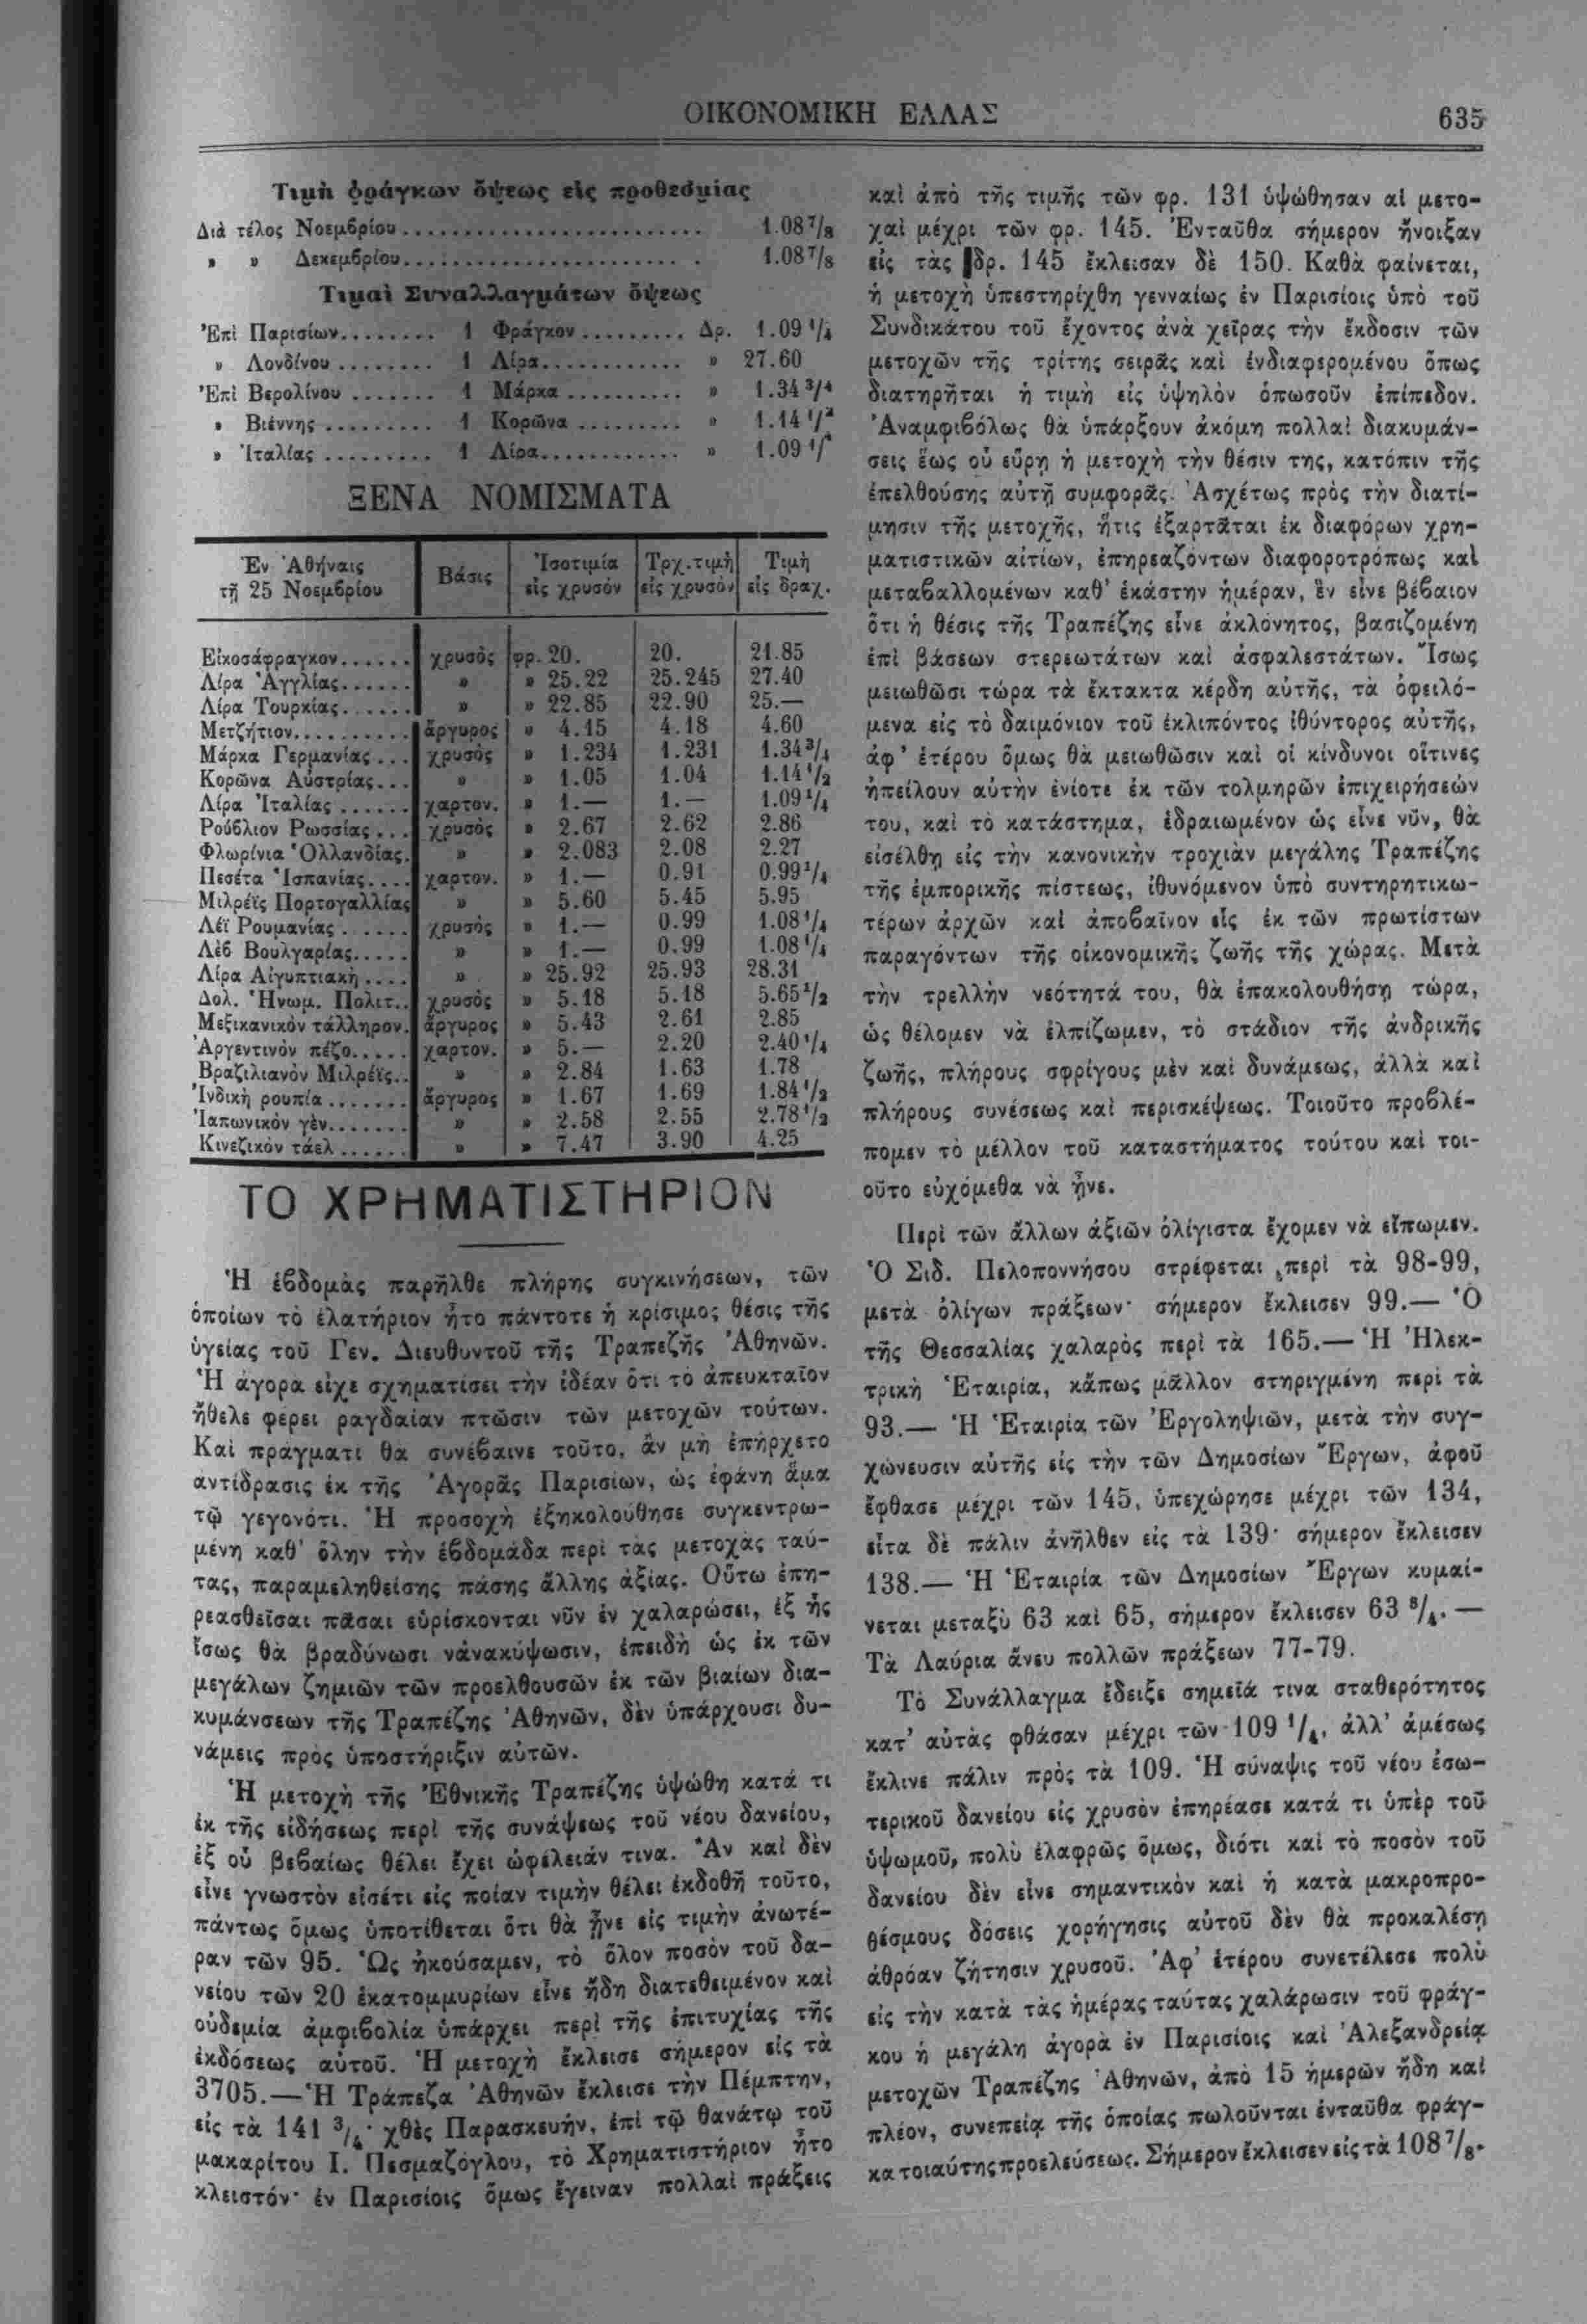 ΟΙΚΟΝΟΜΙΚΗ ΕΛΛΑΣ
635
Τιμὴ φράγκων ὄψεως εἰς προθεσμίας
Διὰ τέλος Νοεμβρίου ........................ 1.08 7/8
» » Δεκεμβρίου ........................ 1.08 7/8
Τιμαὶ Συναλλαγμάτων ὄψεως
Ἐπὶ Παρισίων ........ 1 Φράγκον ......... Δρ. 1.09 1/4
» Λονδίνου ........ 1 Λίρα ............ » 27.60
Ἐπὶ Βερολίνου ....... 1 Μάρκα .......... » 1.34 3/4
» Βιέννης ......... 1 Κορῶνα ......... » 1.14 1/2
» Ἰταλίας ......... 1 Λίρα ............ » 1.09 1/4
ΞΕΝΑ ΝΟΜΙΣΜΑΤΑ
Ἐν Ἀθήναις τῇ 25 Νοεμβρίου | Βάσις | Ἰσοτιμία εἰς χρυσόν | Τρχ. τιμὴ εἰς χρυσόν | Τιμὴ εἰς δραχ.
Εἰκοσάφραγκον ...... χρυσὸς φρ. 20. 20. 21.85
Λίρα Ἀγγλίας ...... » » 25.22 25.245 27.40
Λίρα Τουρκίας ...... » » 22.85 22.90 25.—
Μετζήτιον .......... ἄργυρος » 4.15 4.18 4.60
Μάρκα Γερμανίας ... χρυσὸς » 1.234 1.231 1.34 3/4
Κορῶνα Αὐστρίας ... » » 1.05 1.04 1.14 1/2
Λίρα Ἰταλίας ...... χαρτον. » 1.— 1.— 1.09 1/4
Ρούβλιον Ρωσσίας ... χρυσὸς » 2.67 2.62 2.86
Φλωρίνια Ὁλλανδίας. » » 2.083 2.08 2.27
Πεσέτα Ἰσπανίας .... χαρτον. » 1.— 0.91 0.99 1/4
Μιλρέϊς Πορτογαλλίας » » 5.60 5.45 5.95
Λέϊ Ρουμανίας ...... χρυσὸς » 1.— 0.99 1.08 1/4
Λὲβ Βουλγαρίας ..... » » 1.— 0.99 1.08 1/4
Λίρα Αἰγυπτιακὴ .... » » 25.92 25.93 28.31
Δολ. Ἡνωμ. Πολιτ.. χρυσὸς » 5.18 5.18 5.65 1/2
Μεξικανικὸν τάλληρον. ἄργυρος » 5.43 2.61 2.85
Ἀργεντινὸν πέζο ..... χαρτον. » 5.— 2.20 2.40 1/4
Βραζιλιανὸν Μιλρέϊς.. » » 2.84 1.63 1.78
Ἰνδικὴ ρουπία ....... ἄργυρος » 1.67 1.69 1.84 1/2
Ἰαπωνικὸν γὲν ....... » » 2.58 2.55 2.78 1/2
Κινεζικὸν τάελ ...... » » 7.47 3.90 4.25
ΤΟ ΧΡΗΜΑΤΙΣΤΗΡΙΟΝ
Ἡ ἑβδομὰς παρῆλθε πλήρης συγκινήσεων, τῶν
ὁποίων τὸ ἐλατήριον ἦτο πάντοτε ἡ κρίσιμος θέσις τῆς
ὑγείας τοῦ Γεν. Διευθυντοῦ τῆς Τραπεζῆς Ἀθηνῶν.
Ἡ ἀγορα εἶχε σχηματίσει τὴν ἰδέαν ὅτι τὸ ἀπευκταῖον
ἤθελε φερει ραγδαίαν πτῶσιν τῶν μετοχῶν τούτων.
Καὶ πράγματι θα συνέβαινε τοῦτο, ἂν μὴ ἐπήρχετο
αντίδρασις ἐκ τῆς Ἀγορᾶς Παρισίων, ὡς ἐφάνη ἅμα
τῷ γεγονότι. Ἡ προσοχὴ ἐξηκολούθησε συγκεντρω-
μένη καθ' ὅλην τὴν ἑβδομάδα περὶ τὰς μετοχὰς ταύ-
τας, παραμεληθείσης πάσης ἄλλης ἀξίας. Οὕτω ἐπη-
ρεασθεῖσαι πᾶσαι εὑρίσκονται νῦν ἐν χαλαρώσει, ἐξ ἧς
ἴσως θὰ βραδύνωσι νἀνακύψωσιν, ἐπειδὴ ὡς ἐκ τῶν
μεγάλων ζημιῶν τῶν προελθουσῶν ἐκ τῶν βιαίων δια-
κυμάνσεων τῆς Τραπέζης Ἀθηνῶν, δὲν ὑπάρχουσι δυ-
νάμεις πρὸς ὑποστήριξιν αὐτῶν.
Ἡ μετοχὴ τῆς Ἐθνικῆς Τραπέζης ὑψώθη κατά τι
ἐκ τῆς εἰδήσεως περὶ τῆς συνάψεως τοῦ νέου δανείου,
ἐξ οὗ βεβαίως θέλει ἔχει ὠφέλειάν τινα. Ἂν καὶ δὲν
εἶνε γνωστὸν εἰσέτι εἰς ποίαν τιμὴν θέλει ἐκδοθῆ τοῦτο,
πάντως ὅμως ὑποτίθεται ὅτι θὰ ᾖνε εἰς τιμὴν ἀνωτέ-
ραν τῶν 95. Ὡς ἠκούσαμεν, τὸ ὅλον ποσὸν τοῦ δα-
νείου τῶν 20 ἑκατομμυρίων εἶνε ἤδη διατεθειμένον καὶ
οὐδεμία ἀμφιβολία ὑπάρχει περὶ τῆς ἐπιτυχίας τῆς
ἐκδόσεως αὐτοῦ. Ἡ μετοχὴ ἔκλεισε σήμερον εἰς τὰ
3705.—Ἡ Τράπεζα Ἀθηνῶν ἔκλεισε τὴν Πέμπτην,
εἰς τὰ 141 3/4· χθὲς Παρασκευήν, ἐπὶ τῷ θανάτῳ τοῦ
μακαρίτου Ι. Πεσμαζόγλου, τὸ Χρηματιστήριον ἦτο
κλειστόν· ἐν Παρισίοις ὅμως ἔγειναν πολλαὶ πράξεις
καὶ ἀπὸ τῆς τιμῆς τῶν φρ. 131 ὑψώθησαν αἱ μετο-
χαὶ μέχρι τῶν φρ. 145. Ἐνταῦθα σήμερον ἤνοιξαν
εἰς τὰς δρ. 145 ἔκλεισαν δὲ 150. Καθὰ φαίνεται,
ἡ μετοχὴ ὑπεστηρίχθη γενναίως ἐν Παρισίοις ὑπὸ τοῦ
Συνδικάτου τοῦ ἔχοντος ἀνὰ χεῖρας τὴν ἔκδοσιν τῶν
μετοχῶν τῆς τρίτης σειρᾶς καὶ ἐνδιαφερομένου ὅπως
διατηρῆται ἡ τιμὴ εἰς ὑψηλὸν ὁπωσοῦν ἐπίπεδον.
Ἀναμφιβόλως θὰ ὑπάρξουν ἀκόμη πολλαὶ διακυμάν-
σεις ἕως οὗ εὕρῃ ἡ μετοχὴ τὴν θέσιν της, κατόπιν τῆς
ἐπελθούσης αὐτῇ συμφορᾶς. Ἀσχέτως πρὸς τὴν διατί-
μησιν τῆς μετοχῆς, ἥτις ἐξαρτᾶται ἐκ διαφόρων χρη-
ματιστικῶν αἰτίων, ἐπηρεαζόντων διαφοροτρόπως καὶ
μεταβαλλομένων καθ' ἑκάστην ἡμέραν, ἓν εἶνε βέβαιον
ὅτι ἡ θέσις τῆς Τραπέζης εἶνε ἀκλόνητος, βασιζομένη
ἐπὶ βάσεων στερεωτάτων καὶ ἀσφαλεστάτων. Ἴσως
μειωθῶσι τώρα τὰ ἔκτακτα κέρδη αὐτῆς, τὰ ὀφειλό-
μενα εἰς τὸ δαιμόνιον τοῦ ἐκλιπόντος ἰθύντορος αὐτῆς,
ἀφ' ἑτέρου ὅμως θὰ μειωθῶσιν καὶ οἱ κίνδυνοι οἵτινες
ἠπείλουν αὐτὴν ἐνίοτε ἐκ τῶν τολμηρῶν ἐπιχειρήσεών
του, καὶ τὸ κατάστημα, ἑδραιωμένον ὡς εἶνε νῦν, θὰ
εἰσέλθῃ εἰς τὴν κανονικὴν τροχιὰν μεγάλης Τραπέζης
τῆς ἐμπορικῆς πίστεως, ἰθυνόμενον ὑπὸ συντηρητικω-
τέρων ἀρχῶν καὶ ἀποβαῖνον εἷς ἐκ τῶν πρωτίστων
παραγόντων τῆς οἰκονομικῆς ζωῆς τῆς χώρας. Μετὰ
τὴν τρελλὴν νεότητά του, θὰ ἐπακολουθήσῃ τώρα,
ὡς θέλομεν νὰ ἐλπίζωμεν, τὸ στάδιον τῆς ἀνδρικῆς
ζωῆς, πλήρους σφρίγους μὲν καὶ δυνάμεως, ἀλλὰ καὶ
πλήρους συνέσεως καὶ περισκέψεως. Τοιοῦτο προβλέ-
πομεν τὸ μέλλον τοῦ καταστήματος τούτου καὶ τοι-
οῦτο εὐχόμεθα νὰ ᾖνε.
Περὶ τῶν ἄλλων ἀξιῶν ὀλίγιστα ἔχομεν νὰ εἴπωμεν.
Ὁ Σιδ. Πελοποννήσου στρέφεται περὶ τὰ 98-99,
μετὰ ὀλίγων πράξεων· σήμερον ἔκλεισεν 99.— Ὁ
τῆς Θεσσαλίας χαλαρὸς περὶ τὰ 165.— Ἡ Ἠλεκ-
τρικὴ Ἑταιρία, κἄπως μᾶλλον στηριγμένη περὶ τὰ
93.— Ἡ Ἑταιρία τῶν Ἐργοληψιῶν, μετὰ τὴν συγ-
χώνευσιν αὐτῆς εἰς τὴν τῶν Δημοσίων Ἔργων, ἀφοῦ
ἔφθασε μέχρι τῶν 145, ὑπεχώρησε μέχρι τῶν 134,
εἶτα δὲ πάλιν ἀνῆλθεν εἰς τὰ 139· σήμερον ἔκλεισεν
138.— Ἡ Ἑταιρία τῶν Δημοσίων Ἔργων κυμαί-
νεται μεταξὺ 63 καὶ 65, σήμερον ἔκλεισεν 63 3/4.—
Τὰ Λαύρια ἄνευ πολλῶν πράξεων 77-79.
Τὸ Συνάλλαγμα ἔδειξε σημεῖά τινα σταθερότητος
κατ' αὐτὰς φθάσαν μέχρι τῶν 109 1/4, ἀλλ' ἀμέσως
ἔκλινε πάλιν πρὸς τὰ 109. Ἡ σύναψις τοῦ νέου ἐσω-
τερικοῦ δανείου εἰς χρυσὸν ἐπηρέασε κατά τι ὑπὲρ τοῦ
ὑψωμοῦ, πολὺ ἐλαφρῶς ὅμως, διότι καὶ τὸ ποσὸν τοῦ
δανείου δὲν εἶνε σημαντικὸν καὶ ἡ κατὰ μακροπρο-
θέσμους δόσεις χορήγησις αὐτοῦ δὲν θὰ προκαλέσῃ
ἀθρόαν ζήτησιν χρυσοῦ. Ἀφ' ἑτέρου συνετέλεσε πολὺ
εἰς τὴν κατὰ τὰς ἡμέρας ταύτας χαλάρωσιν τοῦ φράγ-
κου ἡ μεγάλη ἀγορὰ ἐν Παρισίοις καὶ Ἀλεξανδρείᾳ
μετοχῶν Τραπέζης Ἀθηνῶν, ἀπὸ 15 ἡμερῶν ἤδη καὶ
πλέον, συνεπείᾳ τῆς ὁποίας πωλοῦνται ἐνταῦθα φράγ-
κα τοιαύτης προελεύσεως. Σήμερον ἔκλεισεν εἰς τὰ 108 7/8.